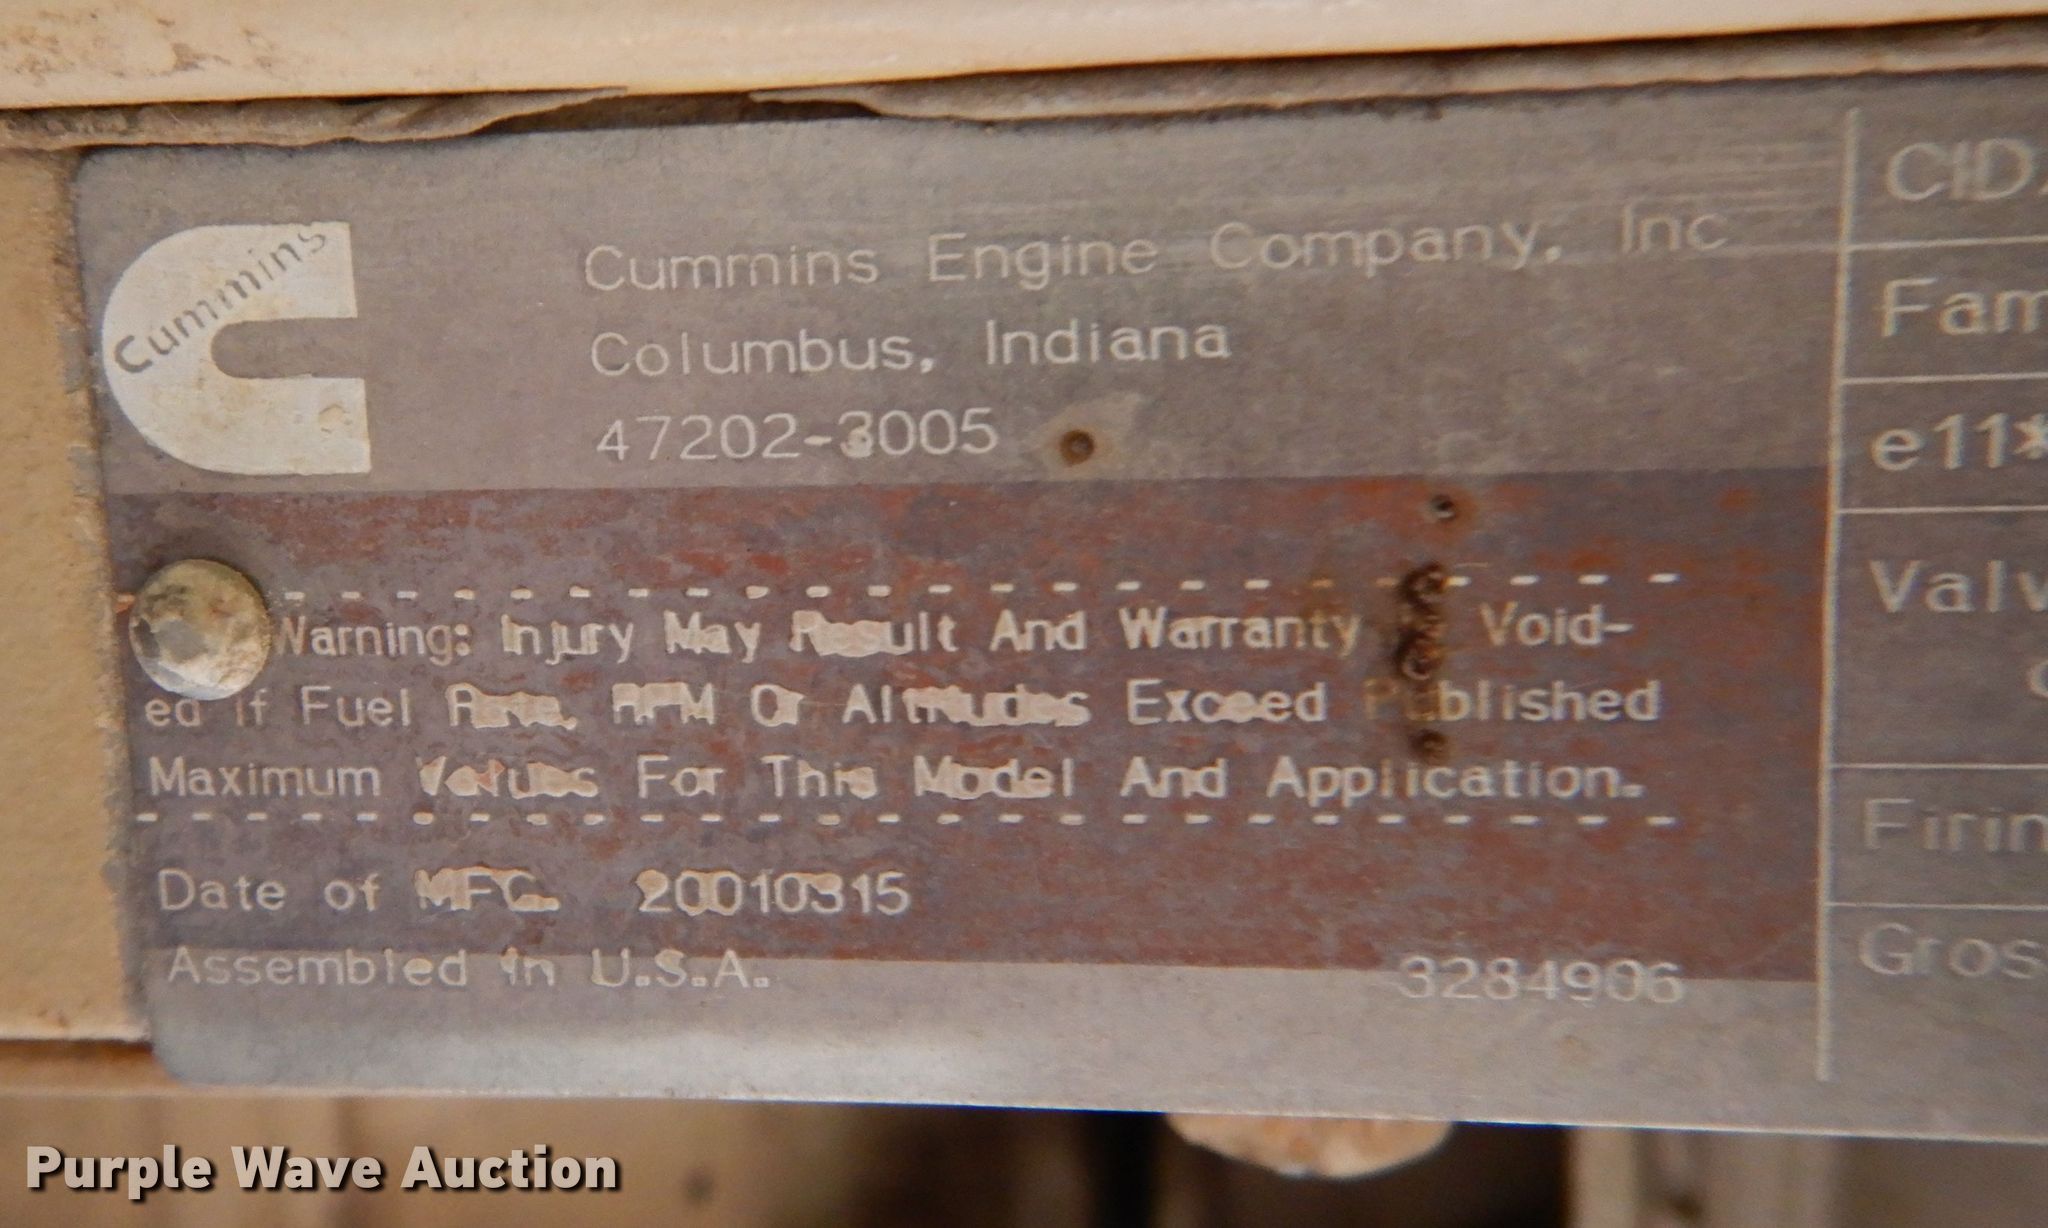 Cummins
Cummins Engine Company, Inc
Columbus, Indiana
47202-3005
Warning: Injury May Result And Warranty Void-
ed If Fuel Rate, RPM Or Altitudes Exceed Published
Maximum Values For This Model And Application.
Date of MFG. 20010315
Assembled in U.S.A. 3284906
CID
Fam
e11*
Valv
Firin
Gros
Purple Wave Auction